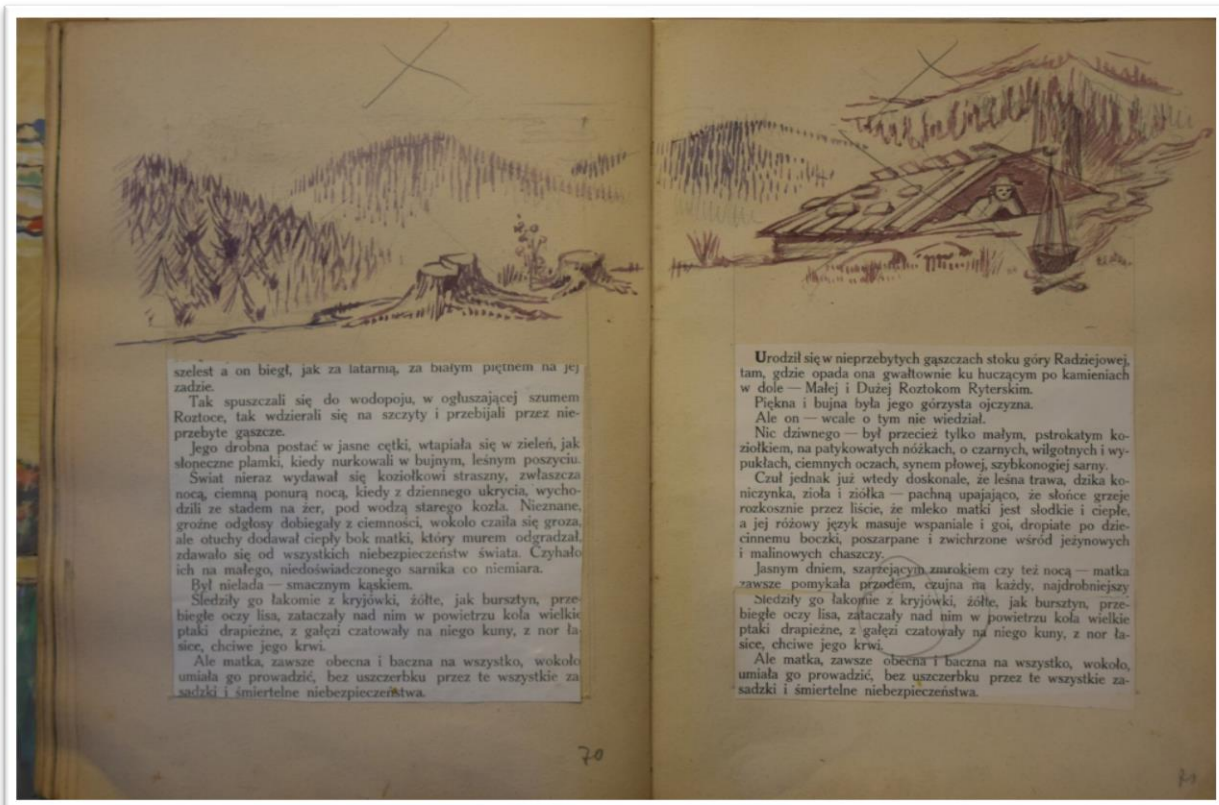 szelest a on biegł, jak za latarnią, za białym piętnem na jej
zadzie.
Tak spuszczali się do wodopoju, w ogłuszającej szumem
Roztoce, tak wdzierali się na szczyty i przebijali przez nie-
przebyte gąszcze.
Jego drobna postać w jasne cętki, wtapiała się w zieleń, jak
słoneczne plamki, kiedy nurkowali w bujnym, leśnym poszyciu.
Świat nieraz wydawał się koziołkowi straszny, zwłaszcza
nocą, ciemną ponurą nocą, kiedy z dziennego ukrycia, wycho-
dzili ze stadem na żer, pod wodzą starego kozła. Nieznane,
groźne odgłosy dobiegały z ciemności, wokoło czaiła się groza,
ale otuchy dodawał ciepły bok matki, który murem odgradzał,
zdawało się od wszystkich niebezpieczeństw świata. Czyhało
ich na małego, niedoświadczonego sarnika co niemiara.
Był nielada — smacznym kąskiem.
Śledziły go łakomie z kryjówki, żółte, jak bursztyn, prze-
biegłe oczy lisa, zataczały nad nim w powietrzu koła wielkie
ptaki drapieżne, z gałęzi czatowały na niego kuny, z nor ła-
sice, chciwe jego krwi.
Ale matka, zawsze obecna i baczna na wszystko, wokoło
umiała go prowadzić, bez uszczerbku przez te wszystkie za
sadzki i śmiertelne niebezpieczeństwa.
70
Urodził się w nieprzebytych gąszczach stoku góry Radziejowej,
tam, gdzie opada ona gwałtownie ku huczącym po kamieniach
w dole — Małej i Dużej Roztokom Ryterskim.
Piękna i bujna była jego górzysta ojczyzna.
Ale on — wcale o tym nie wiedział.
Nic dziwnego — był przecież tylko małym, pstrokatym ko-
ziołkiem, na patykowatych nóżkach, o czarnych, wilgotnych i wy-
pukłach, ciemnych oczach, synem płowej, szybkonogiej sarny.
Czuł jednak już wtedy doskonale, że leśna trawa, dzika ko-
niczynka, zioła i ziółka — pachną upajająco, że słońce grzeje
rozkosznie przez liście, że mleko matki jest słodkie i ciepłe,
a jej różowy język masuje wspaniale i goi, dropiate po dzie-
cinnemu boczki, poszarpane i zwichrzone wśród jeżynowych
i malinowych chaszczy.
Jasnym dniem, szarzejącym zmrokiem czy też nocą — matka
zawsze pomykała przodem, czujna na każdy, najdrobniejszy
Śledziły go łakomie z kryjówki, żółte, jak bursztyn, prze-
biegłe oczy lisa, zataczały nad nim w powietrzu koła wielkie
ptaki drapieżne, z gałęzi czatowały na niego kuny, z nor ła-
sice, chciwe jego krwi.
Ale matka, zawsze obecna i baczna na wszystko, wokoło,
umiała go prowadzić, bez uszczerbku przez te wszystkie za-
sadzki i śmiertelne niebezpieczeństwa.
71